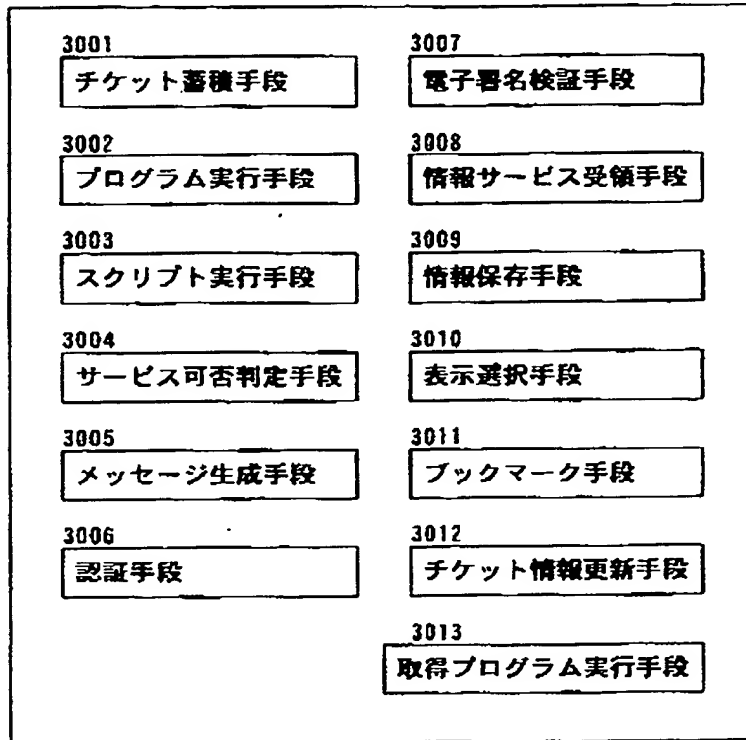 3001
チケット蓄積手段
3002
プログラム実行手段
3003
スクリプト実行手段
3004
サービス可否判定手段
3005
メッセージ生成手段
3006
認証手段
3007
電子署名検証手段
3008
情報サービス受領手段
3009
情報保存手段
3010
表示選択手段
3011
ブックマーク手段
3012
チケット情報更新手段
3013
取得プログラム実行手段